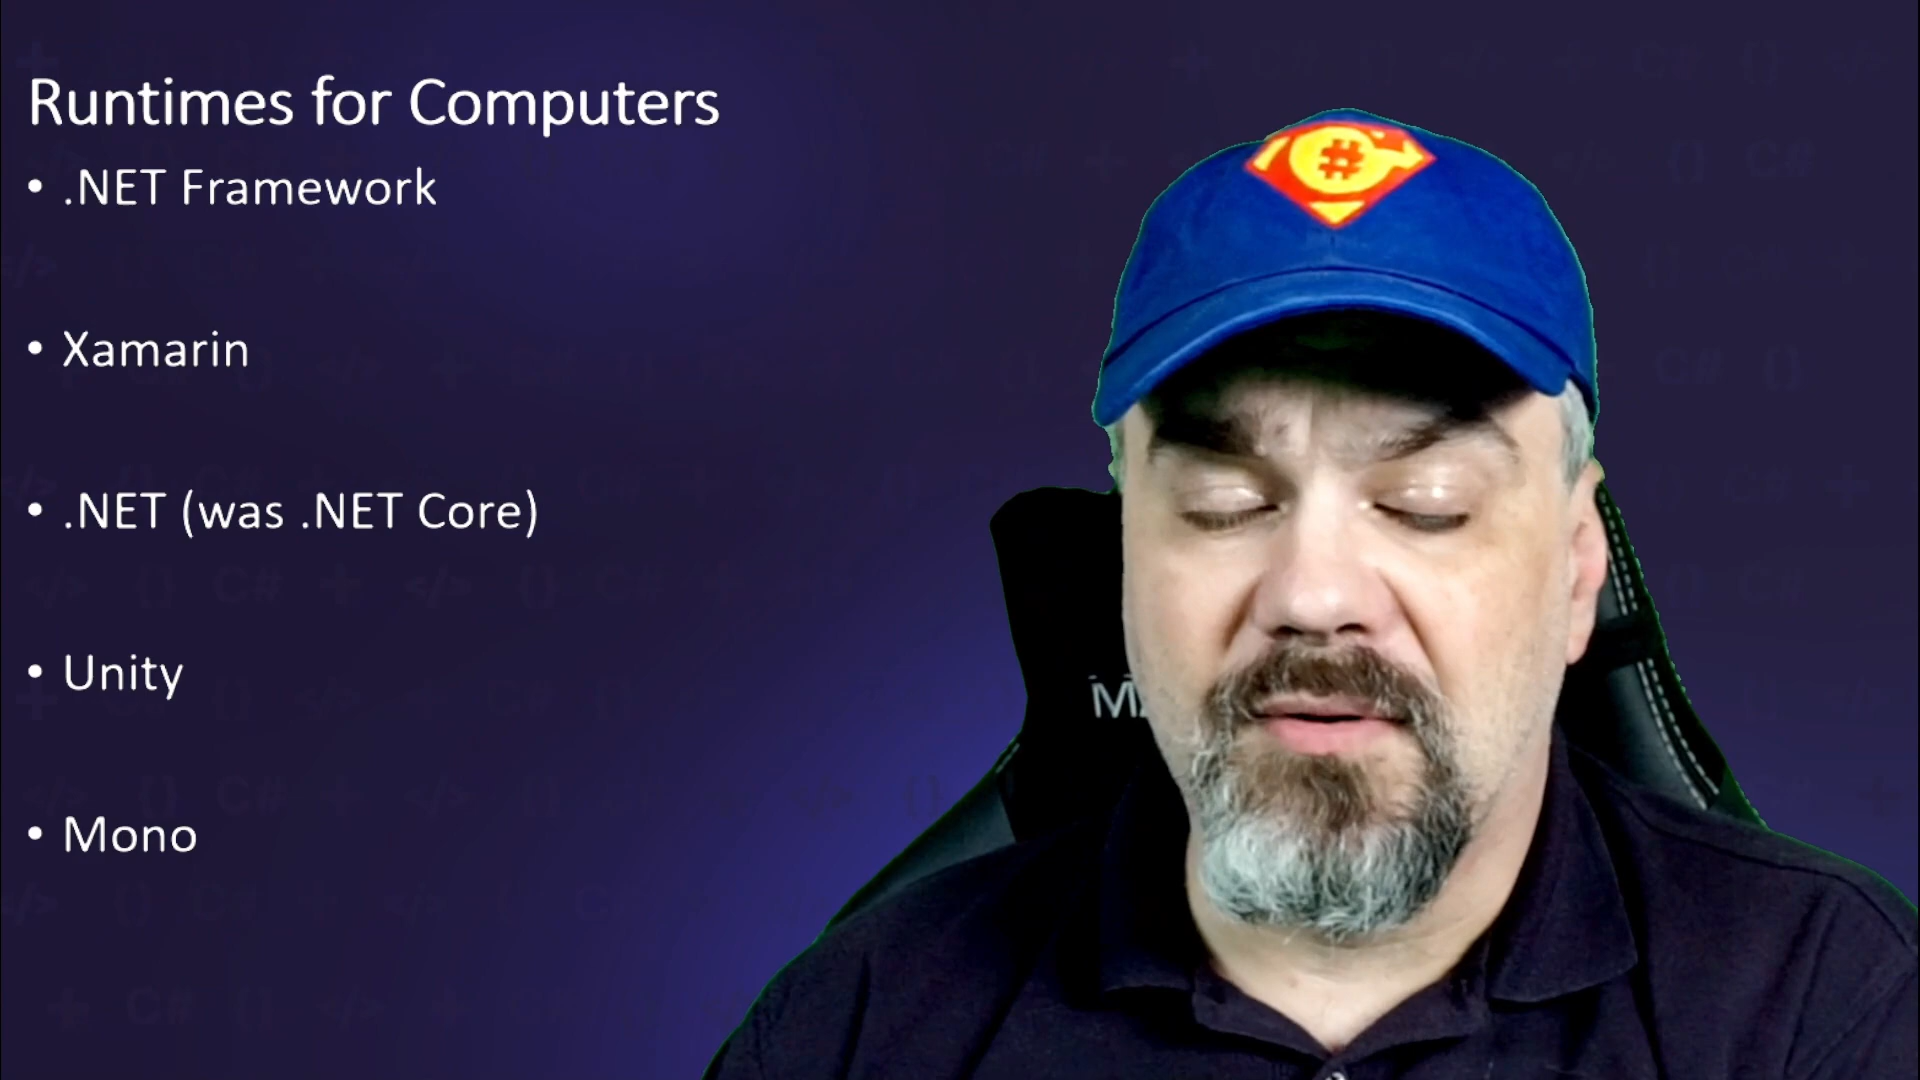 Runtimes for Computers
• .NET Framework
• Xamarin
• .NET (was .NET Core)
• Unity
• Mono
#